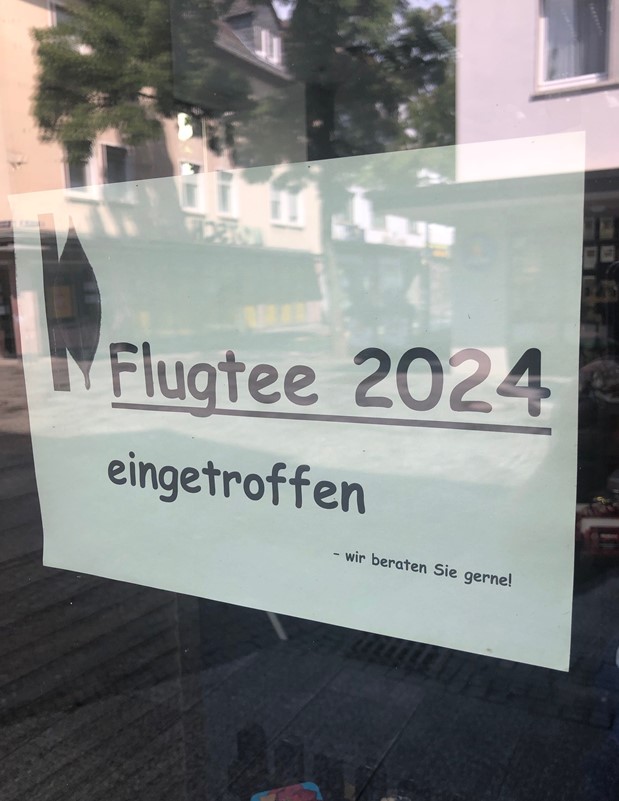 Flugtee 2024
eingetroffen
- wir beraten Sie gerne!